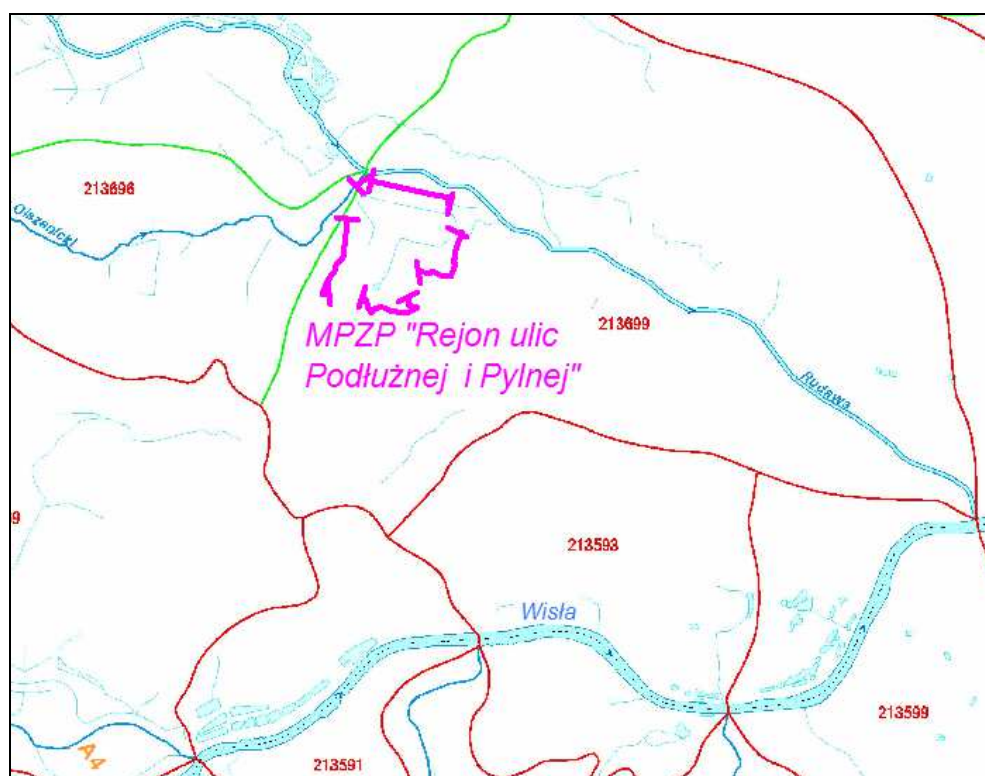 213696
Olszanicki
MPZP "Rejon ulic
Podłużnej i Pylnej"
213699
Rudawa
9
213593
Wisła
213599
A4
213591